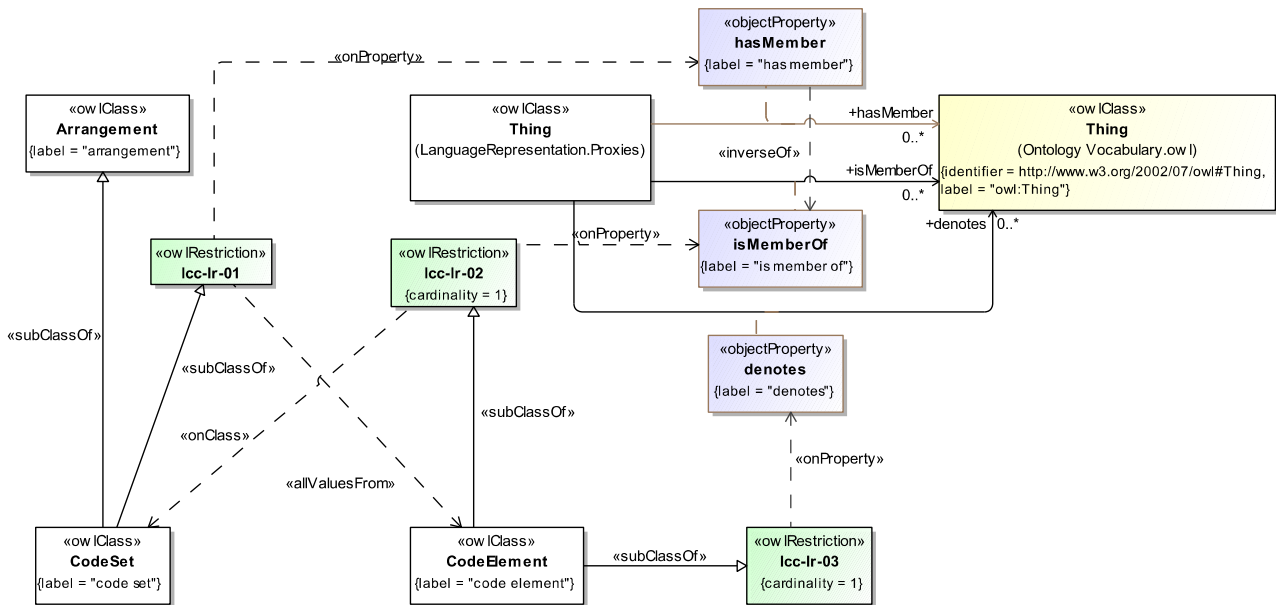 «objectProperty»
hasMember
{label = "has member"}
«onProperty»
«owlClass»
Arrangement
{label = "arrangement"}
«owlClass»
Thing
(LanguageRepresentation.Proxies)
+hasMember
0..*
«inverseOf»
+isMemberOf
0..*
«owlClass»
Thing
(Ontology Vocabulary.owl)
{identifier = http://www.w3.org/2002/07/owl#Thing,
label = "owl:Thing"}
+denotes
0..*
«objectProperty»
isMemberOf
{label = "is member of"}
«onProperty»
«owlRestriction»
lcc-lr-01
«owlRestriction»
lcc-lr-02
{cardinality = 1}
«subClassOf»
«subClassOf»
«subClassOf»
«objectProperty»
denotes
{label = "denotes"}
«onClass»
«onProperty»
«allValuesFrom»
«owlClass»
CodeSet
{label = "code set"}
«owlClass»
CodeElement
{label = "code element"}
«subClassOf»
«owlRestriction»
lcc-lr-03
{cardinality = 1}